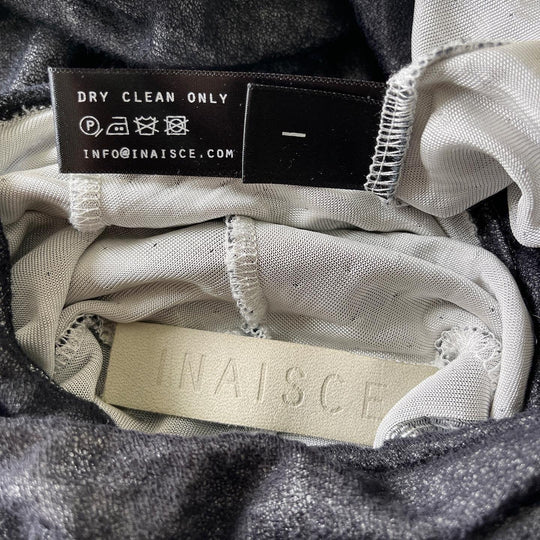 DRY CLEAN ONLY
P
INFO@INAISCE.COM
—
INAISCE